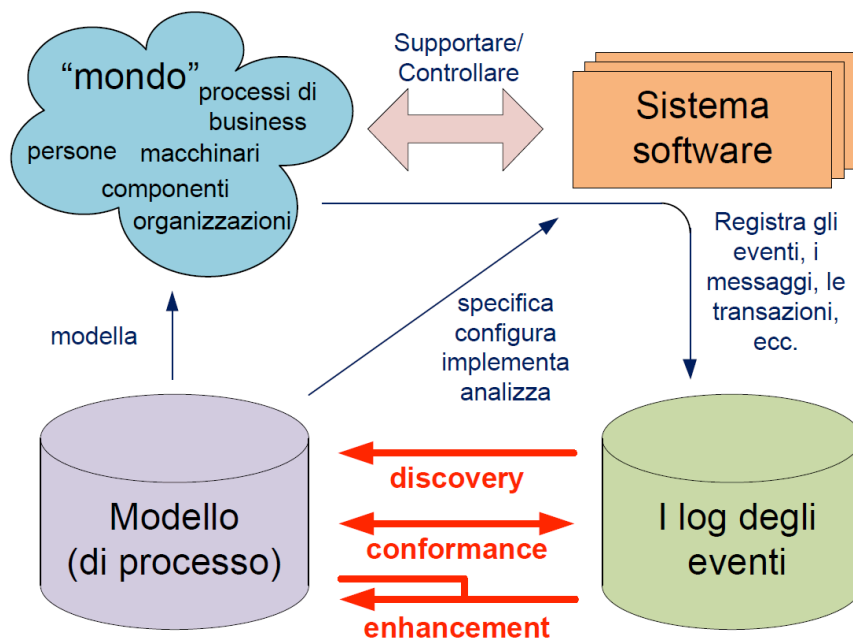 “mondo”
processi di
business
persone
macchinari
componenti
organizzazioni
Supportare/
Controllare
Sistema
software
Registra gli
eventi, i
messaggi, le
transazioni,
ecc.
modella
specifica
configura
implementa
analizza
Modello
(di processo)
discovery
conformance
enhancement
I log degli
eventi